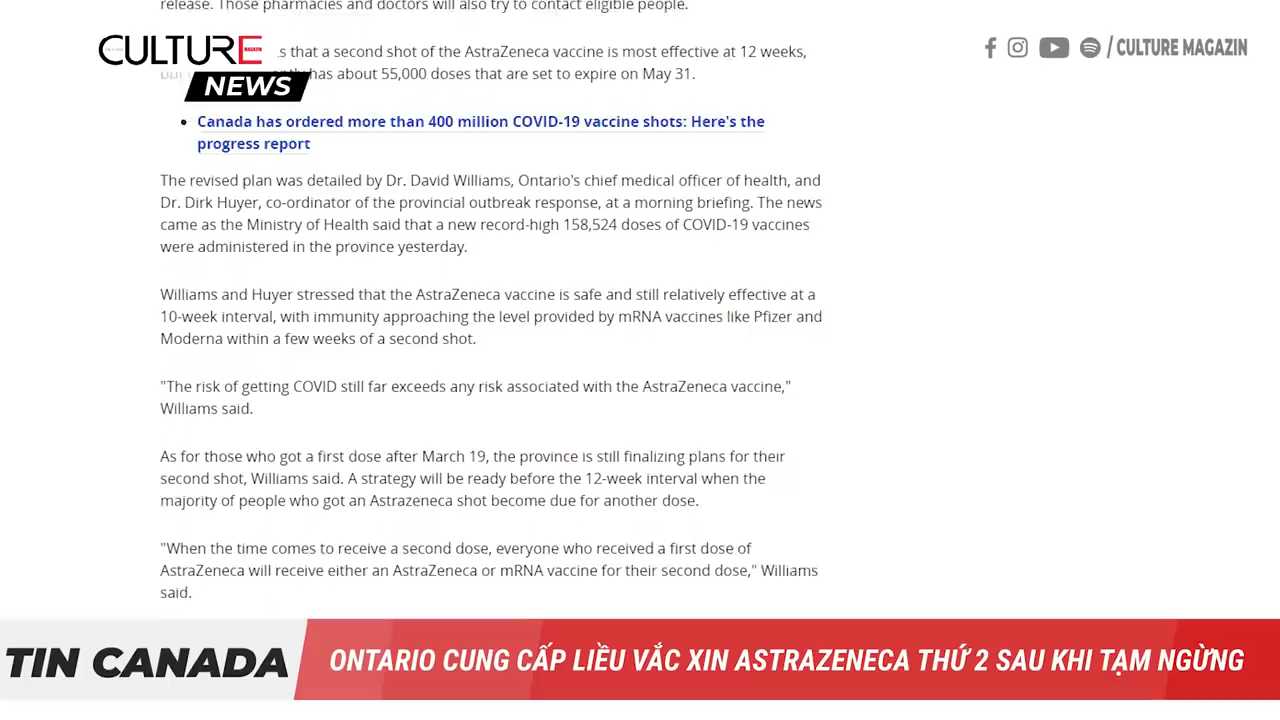 release. Those pharmacies and doctors will also try to contact eligible people.
CULTURE
NEWS
/ CULTURE MAGAZIN
s that a second shot of the AstraZeneca vaccine is most effective at 12 weeks,
has about 55,000 doses that are set to expire on May 31.
• Canada has ordered more than 400 million COVID-19 vaccine shots: Here's the
progress report
The revised plan was detailed by Dr. David Williams, Ontario's chief medical officer of health, and
Dr. Dirk Huyer, co-ordinator of the provincial outbreak response, at a morning briefing. The news
came as the Ministry of Health said that a new record-high 158,524 doses of COVID-19 vaccines
were administered in the province yesterday.
Williams and Huyer stressed that the AstraZeneca vaccine is safe and still relatively effective at a
10-week interval, with immunity approaching the level provided by mRNA vaccines like Pfizer and
Moderna within a few weeks of a second shot.
"The risk of getting COVID still far exceeds any risk associated with the AstraZeneca vaccine,"
Williams said.
As for those who got a first dose after March 19, the province is still finalizing plans for their
second shot, Williams said. A strategy will be ready before the 12-week interval when the
majority of people who got an Astrazeneca shot become due for another dose.
"When the time comes to receive a second dose, everyone who received a first dose of
AstraZeneca will receive either an AstraZeneca or mRNA vaccine for their second dose," Williams
said.
TIN CANADA
ONTARIO CUNG CẤP LIỀU VẮC XIN ASTRAZENECA THỨ 2 SAU KHI TẠM NGỪNG